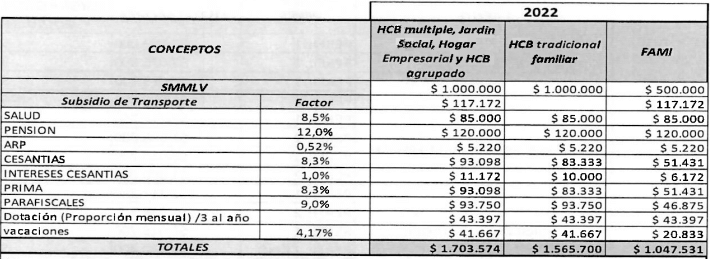 2022
CONCEPTOS HCB multiple, Jardin Social, Hogar Empresarial y HCB agrupado HCB tradicional familiar FAMI
SMMLV $ 1.000.000 $ 1.000.000 $ 500.000
Subsidio de Transporte Factor $ 117.172 $ 117.172
SALUD 8,5% $ 85.000 $ 85.000 $ 85.000
PENSION 12,0% $ 120.000 $ 120.000 $ 120.000
ARP 0,52% $ 5.220 $ 5.220 $ 5.220
CESANTIAS 8,3% $ 93.098 $ 83.333 $ 51.431
INTERESES CESANTIAS 1,0% $ 11.172 $ 10.000 $ 6.172
PRIMA 8,3% $ 93.098 $ 83.333 $ 51.431
PARAFISCALES 9,0% $ 93.750 $ 93.750 $ 46.875
Dotación (Proporción mensual) /3 al año $ 43.397 $ 43.397 $ 43.397
vacaciones 4,17% $ 41.667 $ 41.667 $ 20.833
TOTALES $ 1.703.574 $ 1.565.700 $ 1.047.531